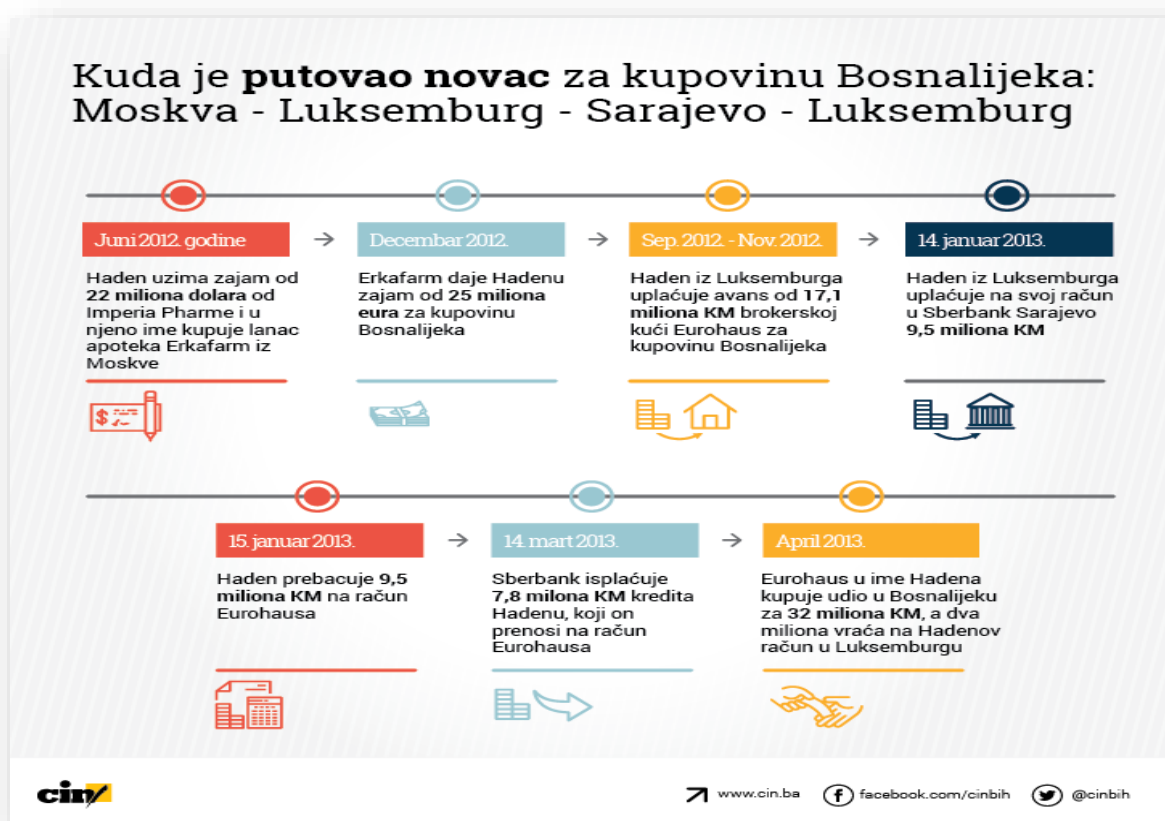 Kuda je putovao novac za kupovinu Bosnalijeka:
Moskva - Luksemburg - Sarajevo - Luksemburg
Juni 2012. godine
Haden uzima zajam od
22 miliona dolara od
Imperia Pharme i u
njeno ime kupuje lanac
apoteka Erkafarm iz
Moskve
Decembar 2012.
Erkafarm daje Hadenu
zajam od 25 miliona
eura za kupovinu
Bosnalijeka
Sep. 2012. - Nov. 2012.
Haden iz Luksemburga
uplaćuje avans od 17,1
miliona KM brokerskoj
kući Eurohaus za
kupovinu Bosnalijeka
14. januar 2013.
Haden iz Luksemburga
uplaćuje na svoj račun
u Sberbank Sarajevo
9,5 miliona KM
15. januar 2013.
Haden prebacuje 9,5
miliona KM na račun
Eurohausa
14. mart 2013.
Sberbank isplaćuje
7,8 milona KM kredita
Hadenu, koji on
prenosi na račun
Eurohausa
April 2013.
Eurohaus u ime Hadena
kupuje udio u Bosnalijeku
za 32 miliona KM, a dva
miliona vraća na Hadenov
račun u Luksemburgu
cin
www.cin.ba
facebook.com/cinbih
@cinbih